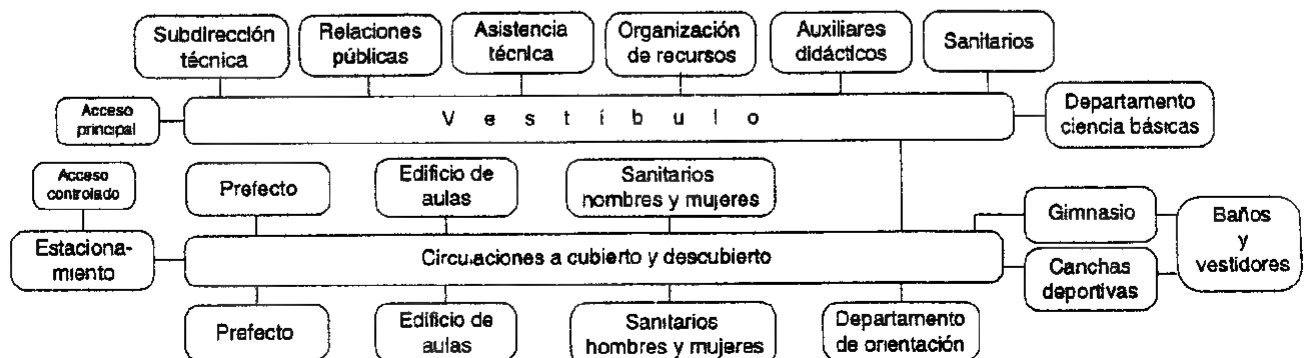 Subdirección
técnica
Relaciones
públicas
Asistencia
técnica
Organización
de recursos
Auxiliares
didácticos
Sanitarios
Acceso
principal
Vestíbulo
Departamento
ciencia básicas
Acceso
controlado
Prefecto
Edificio de
aulas
Sanitarios
nombres y mujeres
Gimnasio
Baños
y
vestidores
Estaciona-
miento
Circulaciones a cubierto y descubierto
Canchas
deportivas
Prefecto
Edificio de
aulas
Sanitarios
hombres y mujeres
Departamento
de orientación